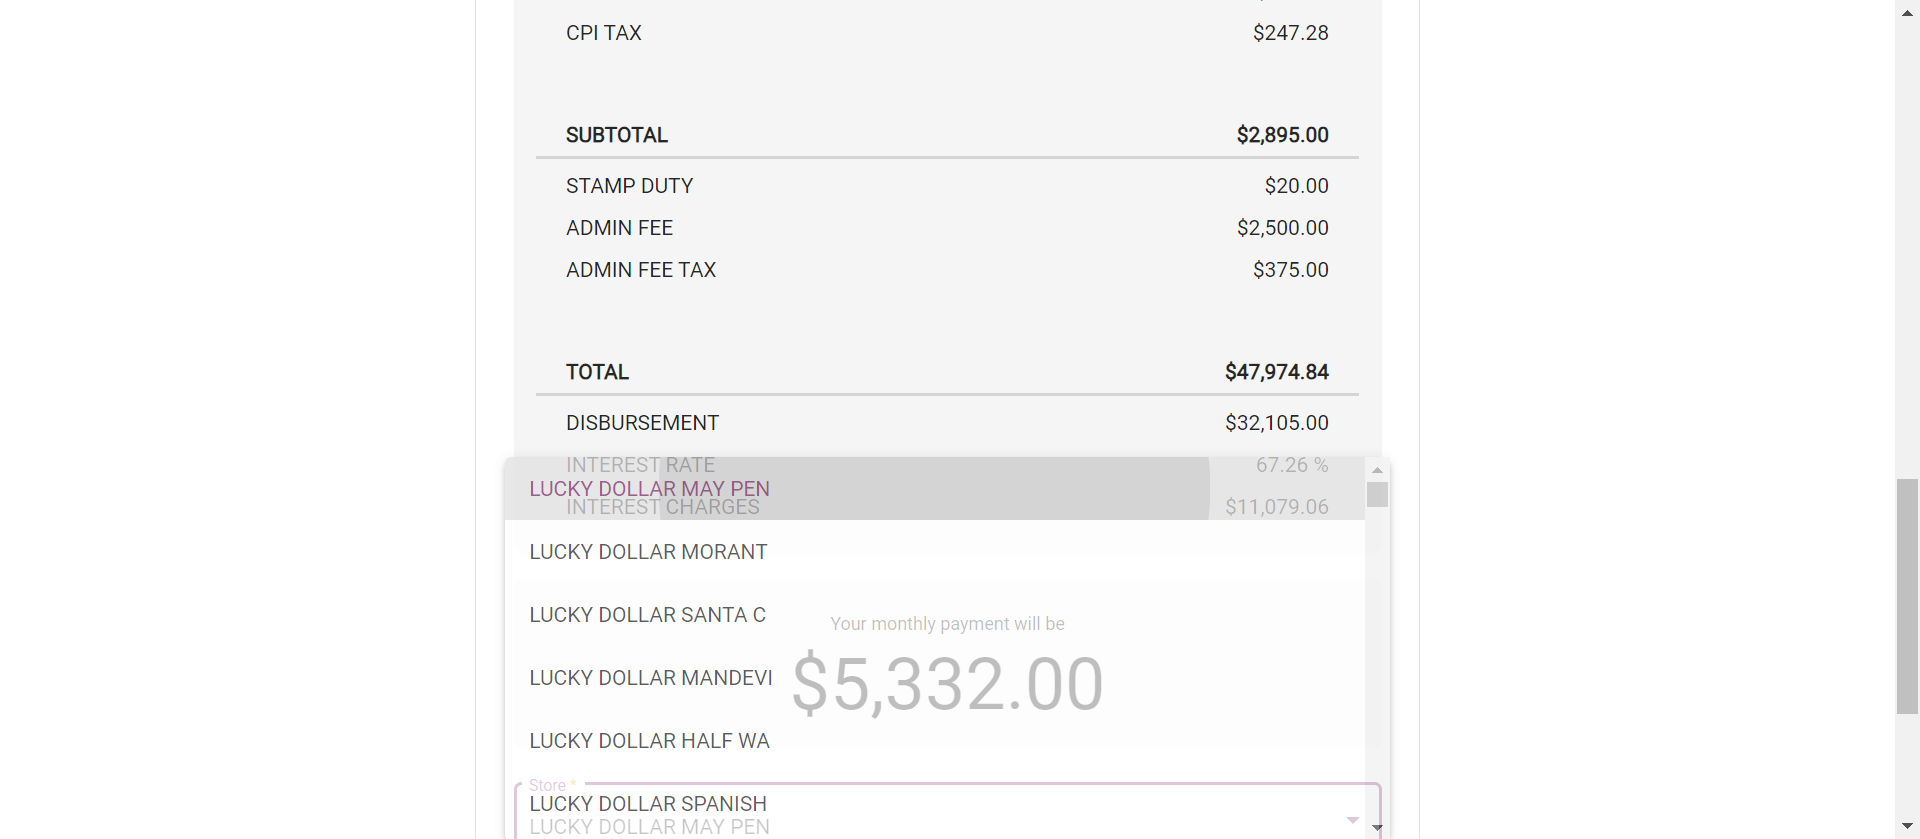 CPI TAX $247.28
SUBTOTAL $2,895.00
STAMP DUTY $20.00
ADMIN FEE $2,500.00
ADMIN FEE TAX $375.00
TOTAL $47,974.84
DISBURSEMENT $32,105.00
INTEREST RATE 67.26 %
LUCKY DOLLAR MAY PEN
INTEREST CHARGES $11,079.06
LUCKY DOLLAR MORANT
LUCKY DOLLAR SANTA C
Your monthly payment will be
LUCKY DOLLAR MANDEVI
$5,332.00
LUCKY DOLLAR HALF WA
Store *
LUCKY DOLLAR SPANISH
LUCKY DOLLAR MAY PEN